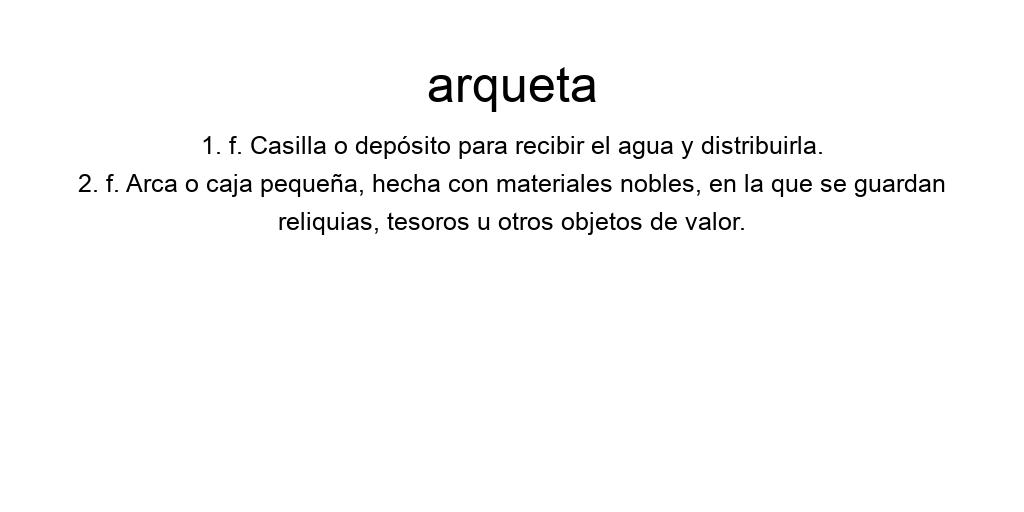 arqueta
1. f. Casilla o depósito para recibir el agua y distribuirla.
2. f. Arca o caja pequeña, hecha con materiales nobles, en la que se guardan
reliquias, tesoros u otros objetos de valor.